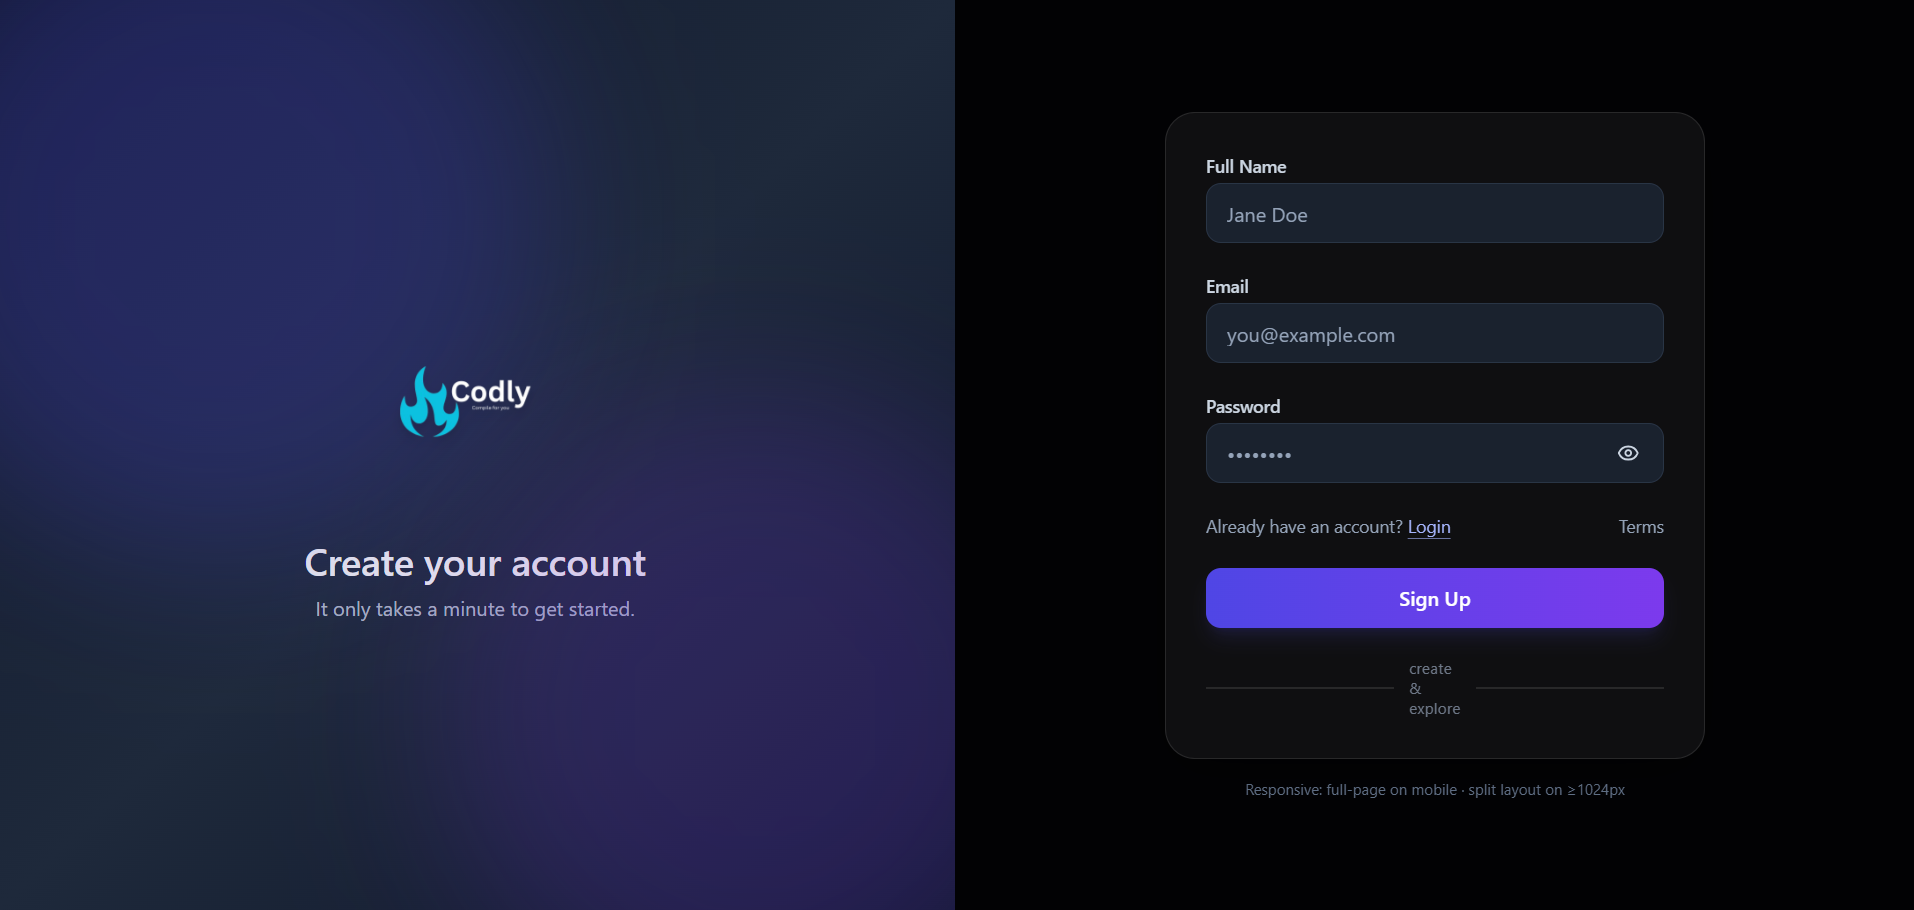 Codly
Compile for you
Create your account
It only takes a minute to get started.
Full Name
Jane Doe
Email
you@example.com
Password
••••••••
Already have an account? Login
Terms
Sign Up
create
&
explore
Responsive: full-page on mobile · split layout on ≥1024px